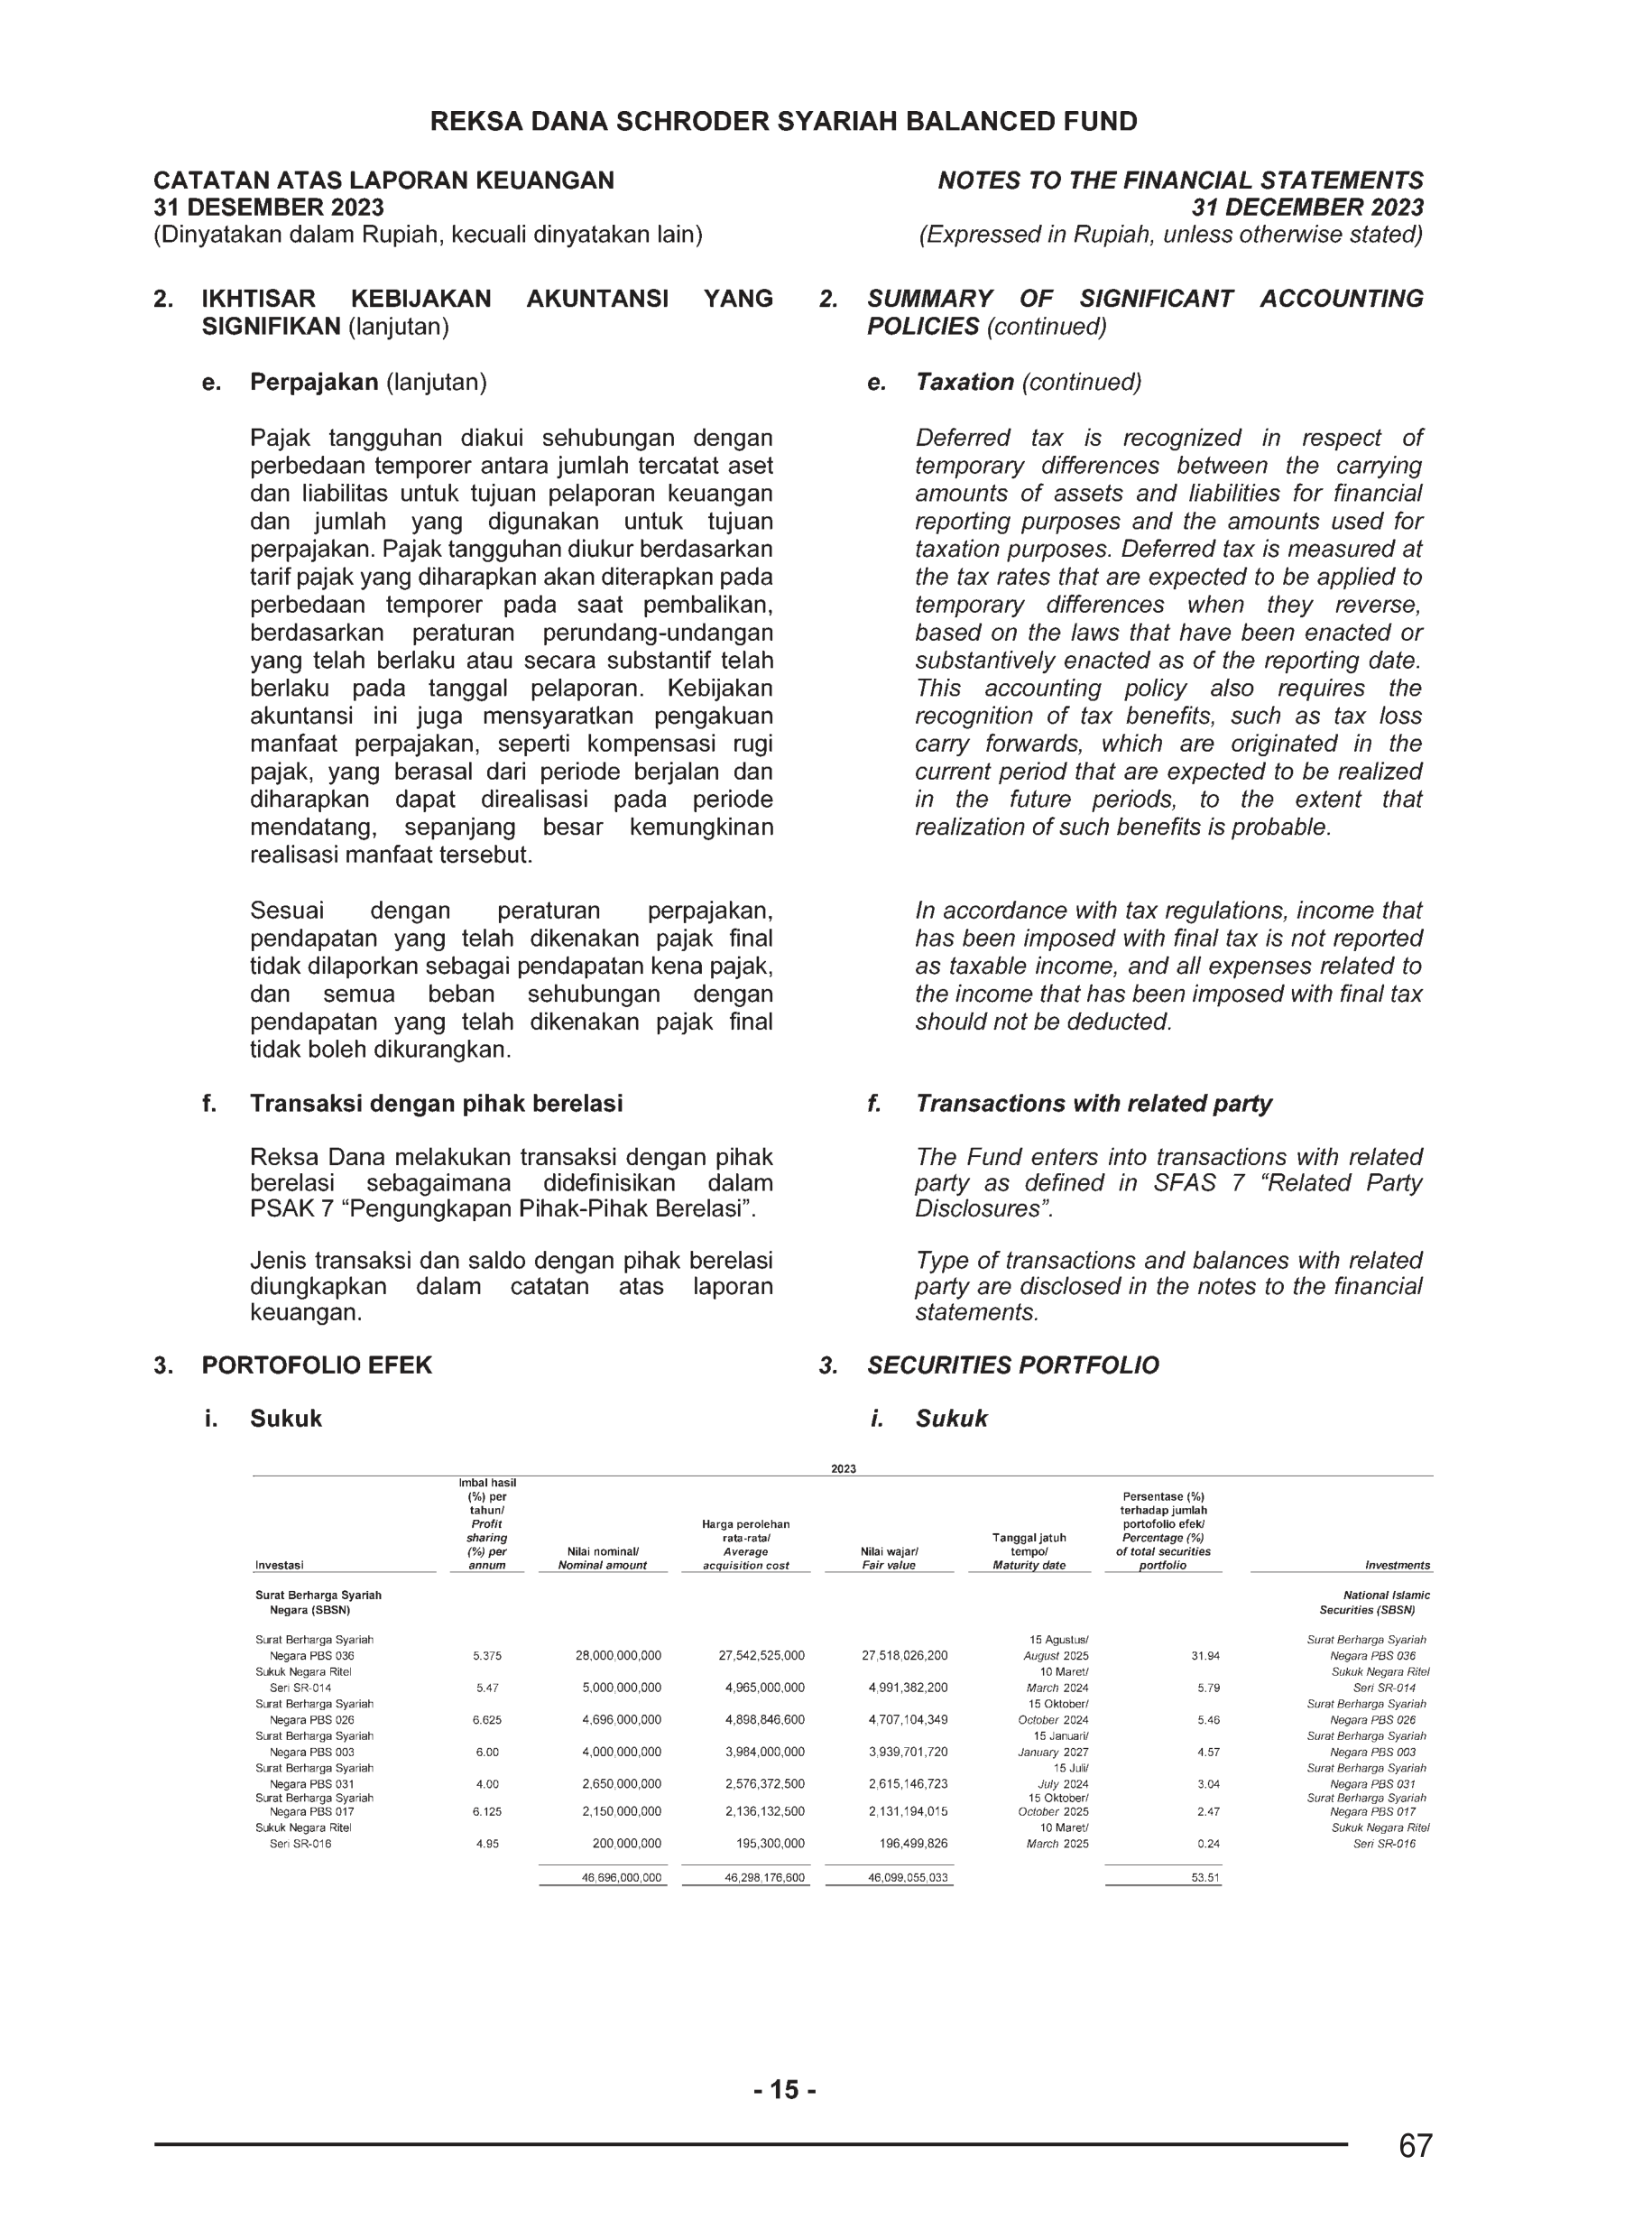 REKSA DANA SCHRODER SYARIAH BALANCED FUND
CATATAN ATAS LAPORAN KEUANGAN
31 DESEMBER 2023
(Dinyatakan dalam Rupiah, kecuali dinyatakan lain)
NOTES TO THE FINANCIAL STATEMENTS
31 DECEMBER 2023
(Expressed in Rupiah, unless otherwise stated)
2. IKHTISAR KEBIJAKAN AKUNTANSI YANG
SIGNIFIKAN (lanjutan)
e. Perpajakan (lanjutan)
Pajak tangguhan diakui sehubungan dengan
perbedaan temporer antara jumlah tercatat aset
dan liabilitas untuk tujuan pelaporan keuangan
dan jumlah yang digunakan untuk tujuan
perpajakan. Pajak tangguhan diukur berdasarkan
tarif pajak yang diharapkan akan diterapkan pada
perbedaan temporer pada saat pembalikan,
berdasarkan peraturan perundang-undangan
yang telah berlaku atau secara substantif telah
berlaku pada tanggal pelaporan. Kebijakan
akuntansi ini juga mensyaratkan pengakuan
manfaat perpajakan, seperti kompensasi rugi
pajak, yang berasal dari periode berjalan dan
diharapkan dapat direalisasi pada periode
mendatang, sepanjang besar kemungkinan
realisasi manfaat tersebut.
Sesuai dengan peraturan perpajakan,
pendapatan yang telah dikenakan pajak final
tidak dilaporkan sebagai pendapatan kena pajak,
dan semua beban sehubungan dengan
pendapatan yang telah dikenakan pajak final
tidak boleh dikurangkan.
f. Transaksi dengan pihak berelasi
Reksa Dana melakukan transaksi dengan pihak
berelasi sebagaimana didefinisikan dalam
PSAK 7 “Pengungkapan Pihak-Pihak Berelasi”.
Jenis transaksi dan saldo dengan pihak berelasi
diungkapkan dalam catatan atas laporan
keuangan.
3. PORTOFOLIO EFEK
i. Sukuk
2. SUMMARY OF SIGNIFICANT ACCOUNTING
POLICIES (continued)
e. Taxation (continued)
Deferred tax is recognized in respect of
temporary differences between the carrying
amounts of assets and liabilities for financial
reporting purposes and the amounts used for
taxation purposes. Deferred tax is measured at
the tax rates that are expected to be applied to
temporary differences when they reverse,
based on the laws that have been enacted or
substantively enacted as of the reporting date.
This accounting policy also requires the
recognition of tax benefits, such as tax loss
carry forwards, which are originated in the
current period that are expected to be realized
in the future periods, to the extent that
realization of such benefits is probable.
In accordance with tax regulations, income that
has been imposed with final tax is not reported
as taxable income, and all expenses related to
the income that has been imposed with final tax
should not be deducted.
f. Transactions with related party
The Fund enters into transactions with related
party as defined in SFAS 7 “Related Party
Disclosures”.
Type of transactions and balances with related
party are disclosed in the notes to the financial
statements.
3. SECURITIES PORTFOLIO
i. Sukuk
2023
Imbal hasil
(%) per Persentase (%)
tahun/ terhadap jumlah
Profit Harga perolehan portofolio efek/
sharing rata-rata/ Tanggal jatuh Percentage (%)
(%) per Nilai nominal/ Average Nilai wajar/ tempo/ of total securities
Investasi annum Nominal amount acquisition cost Fair value Maturity date portfolio Investments
Surat Berharga Syariah National Islamic
Negara (SBSN) Securities (SBSN)
Surat Berharga Syariah 15 Agustus/ Surat Berharga Syariah
Negara PBS 036 5.375 28,000,000,000 27,542,525,000 27,518,026,200 August 2025 31.94 Negara PBS 036
Sukuk Negara Ritel 10 Maret/ Sukuk Negara Ritel
Seri SR-014 5.47 5,000,000,000 4,965,000,000 4,991,382,200 March 2024 5.79 Seri SR-014
Surat Berharga Syariah 15 Oktober/ Surat Berharga Syariah
Negara PBS 026 6.625 4,696,000,000 4,898,846,600 4,707,104,349 October 2024 5.46 Negara PBS 026
Surat Berharga Syariah 15 Januari/ Surat Berharga Syariah
Negara PBS 003 6.00 4,000,000,000 3,984,000,000 3,939,701,720 January 2027 4.57 Negara PBS 003
Surat Berharga Syariah 15 Juli/ Surat Berharga Syariah
Negara PBS 031 4.00 2,650,000,000 2,576,372,500 2,615,146,723 July 2024 3.04 Negara PBS 031
Surat Berharga Syariah 15 Oktober/ Surat Berharga Syariah
Negara PBS 017 6.125 2,150,000,000 2,136,132,500 2,131,194,015 October 2025 2.47 Negara PBS 017
Sukuk Negara Ritel 10 Maret/ Sukuk Negara Ritel
Seri SR-016 4.95 200,000,000 195,300,000 196,499,826 March 2025 0.24 Seri SR-016
46,696,000,000 46,298,176,600 46,099,055,033 53.51
- 15 -
67